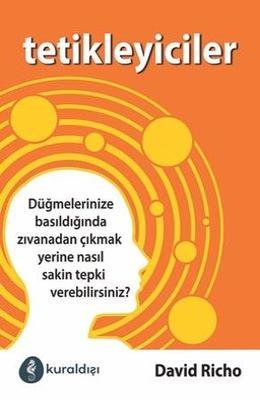 tetikleyiciler
Düğmelerinize
basıldığında
zıvanadan çıkmak
yerine nasıl
sakin tepki
verebilirsiniz?
kuraldışı
David Richo